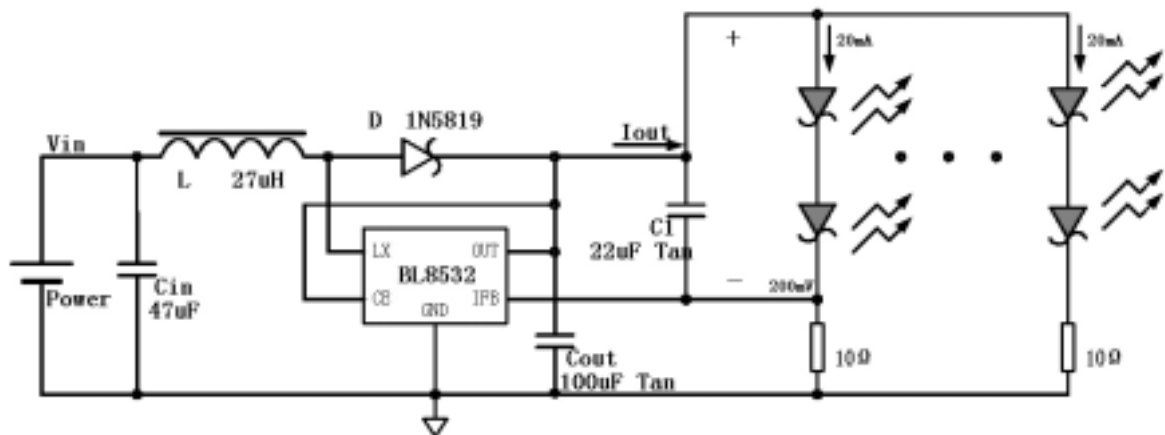 20mA
20mA
+
D 1N5819
Iout
Vin
L 27uH
C1
22uF Tan
LX OUT
BL8532
CE IFB
GND
-
200mV
Power
Cin
47uF
Cout
100uF Tan
10Ω
10Ω